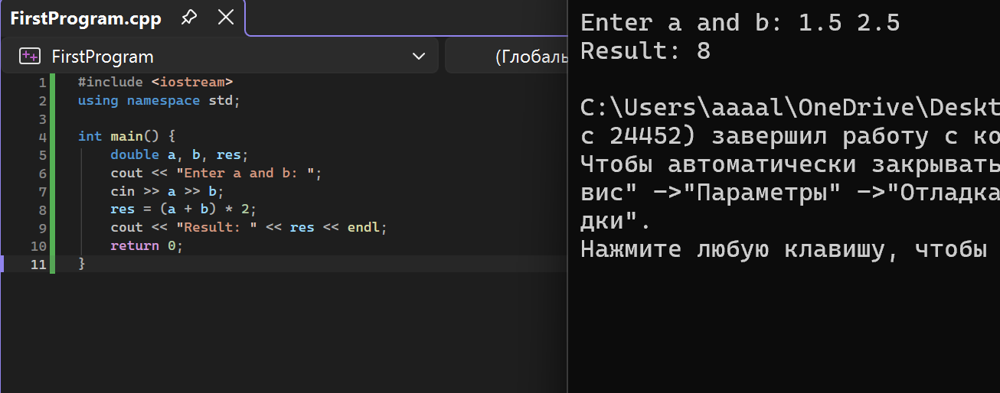 FirstProgram.cpp
FirstProgram
(Глобаль
1 #include <iostream>
2 using namespace std;
3
4 int main() {
5 double a, b, res;
6 cout << "Enter a and b: ";
7 cin >> a >> b;
8 res = (a + b) * 2;
9 cout << "Result: " << res << endl;
10 return 0;
11 }
Enter a and b: 1.5 2.5
Result: 8
C:\Users\aaaal\OneDrive\Deskt
с 24452) завершил работу с ко
Чтобы автоматически закрывать
вис" ->"Параметры" ->"Отладка
дки".
Нажмите любую клавишу, чтобы